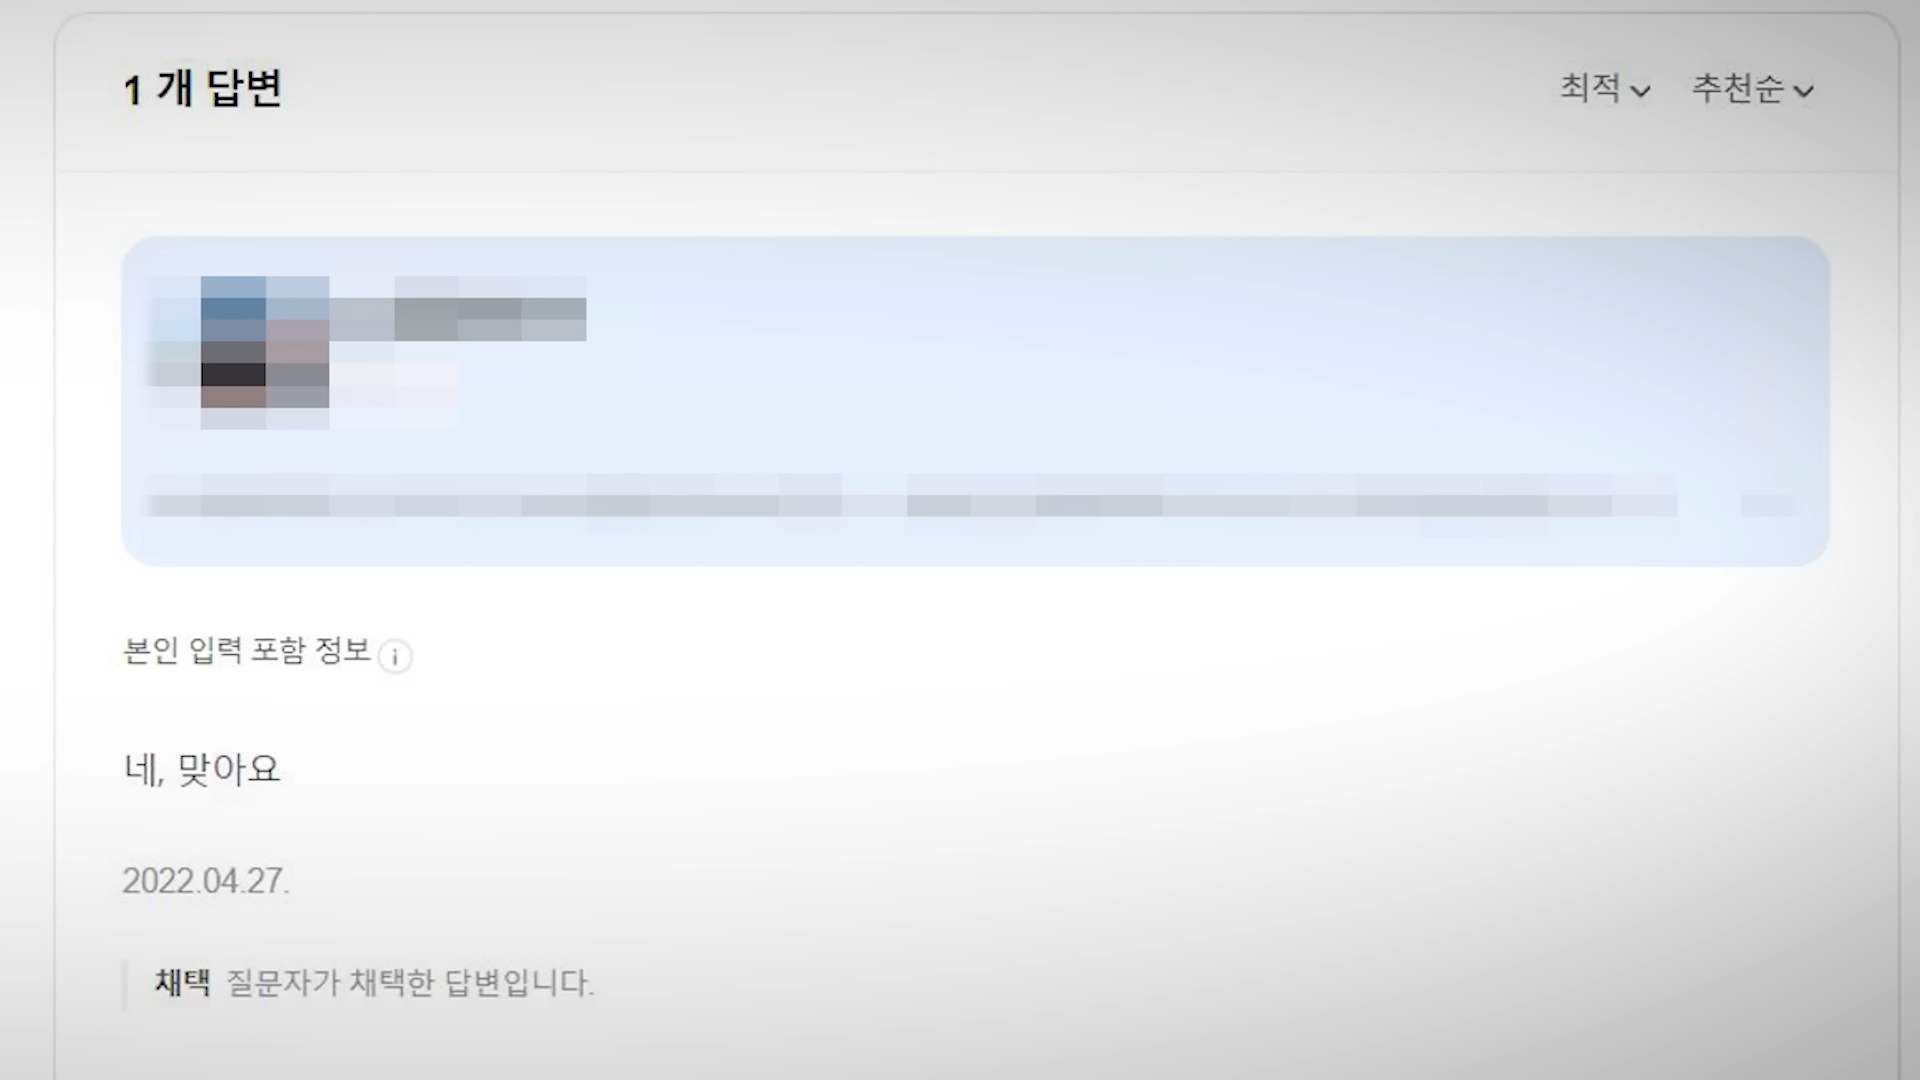 1 개 답변
최적 추천순
본인 입력 포함 정보
네, 맞아요
2022.04.27.
채택 질문자가 채택한 답변입니다.